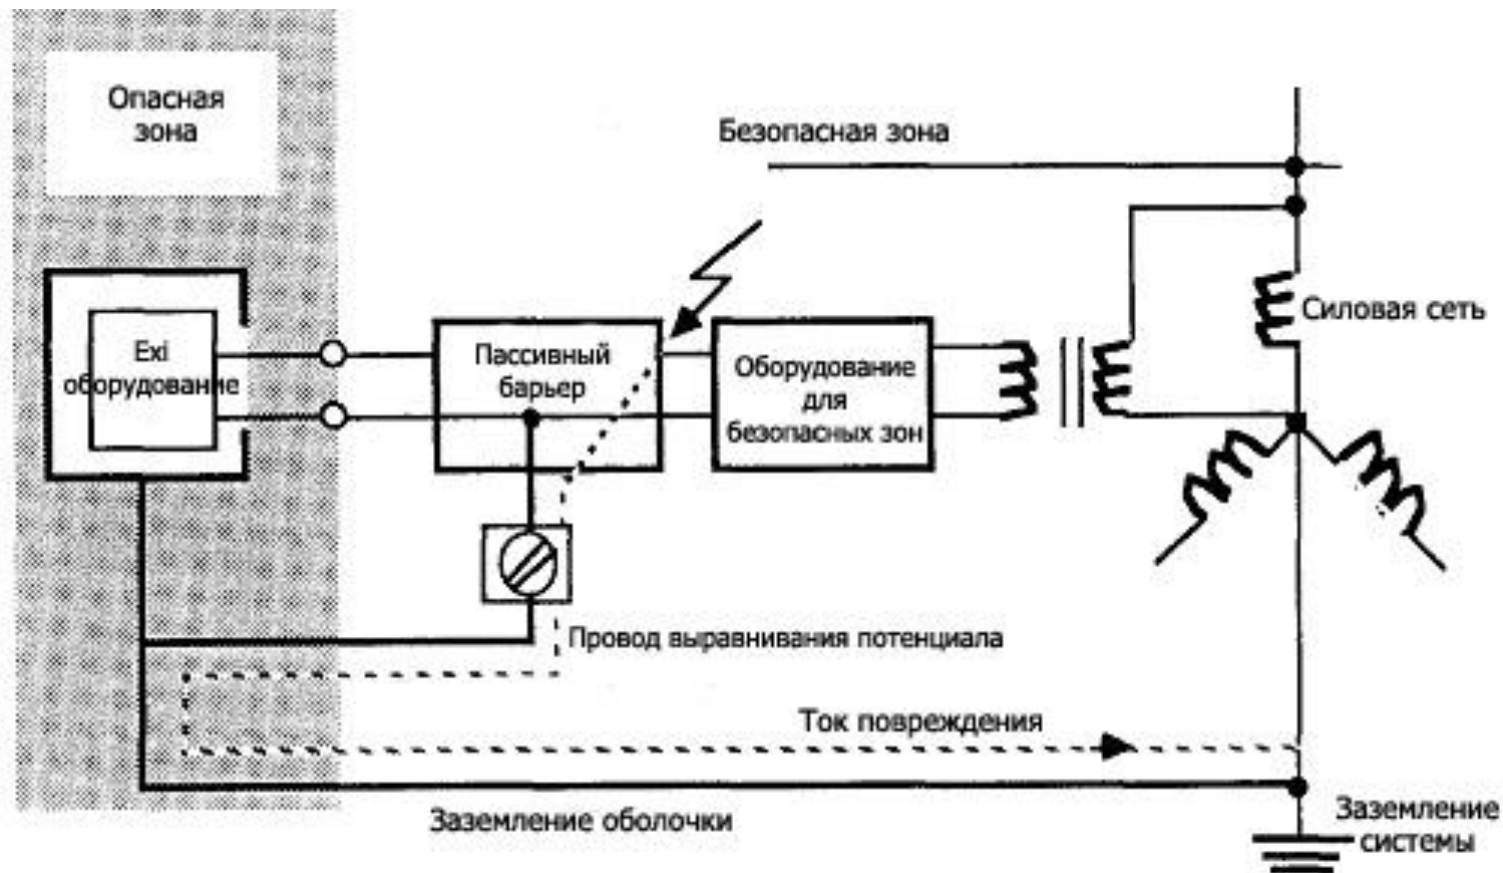 Опасная
зона
Безопасная зона
Силовая сеть
Exi
оборудование
Пассивный
барьер
Оборудование
для
безопасных зон
Провод выравнивания потенциала
Ток повреждения
Заземление оболочки
Заземление
системы